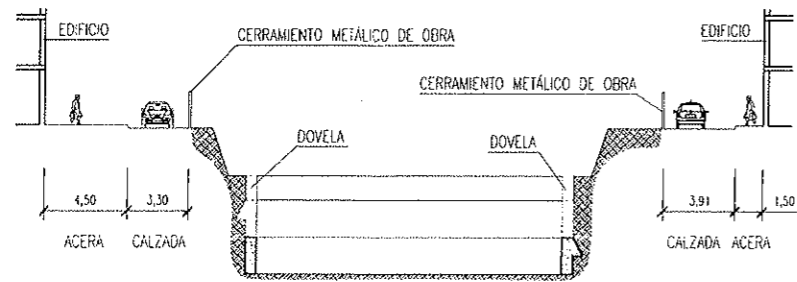 EDIFICIO
CERRAMIENTO METÁLICO DE OBRA
EDIFICIO
CERRAMIENTO METÁLICO DE OBRA
DOVELA
DOVELA
4,50
3,30
3,91
1,50
ACERA
CALZADA
CALZADA
ACERA